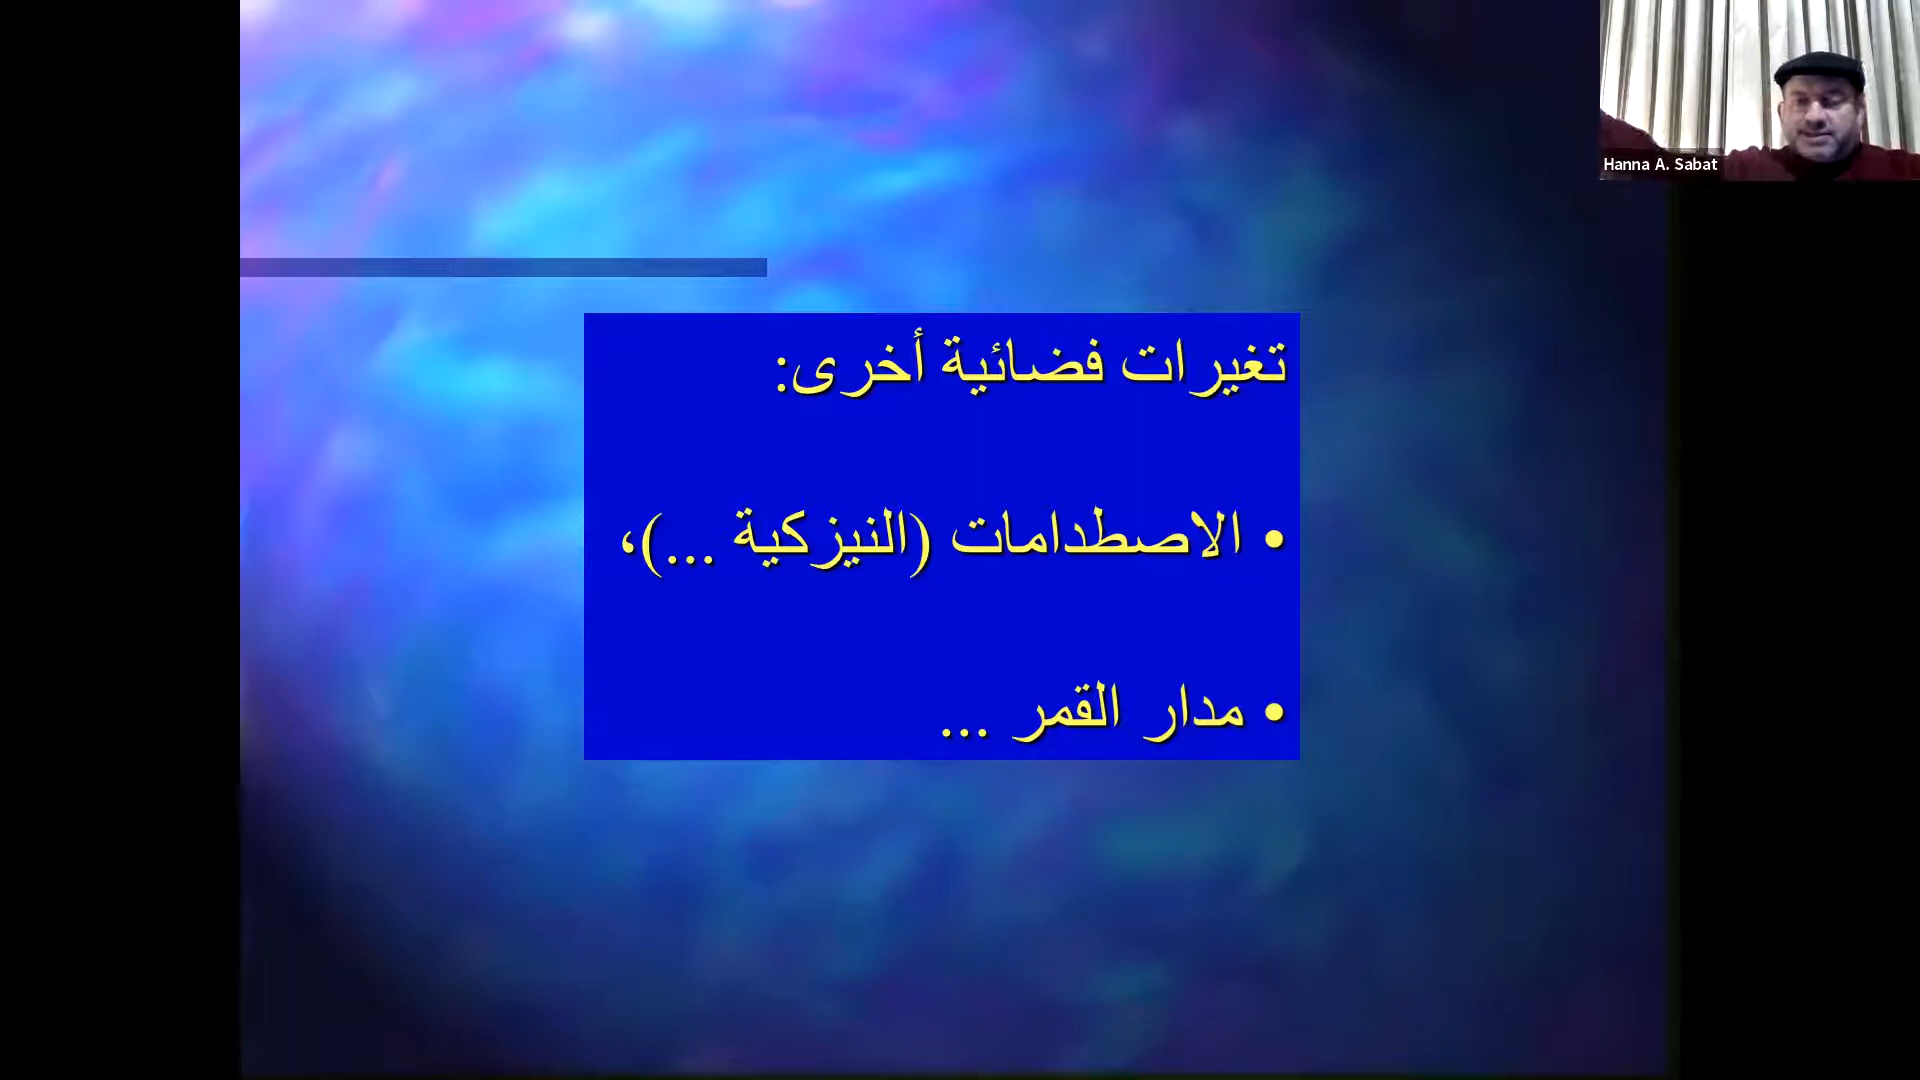 تغيرات فضائية أخرى:
• الاصطدامات (النيزكية ...)،
• مدار القمر ...
Hanna A. Sabat